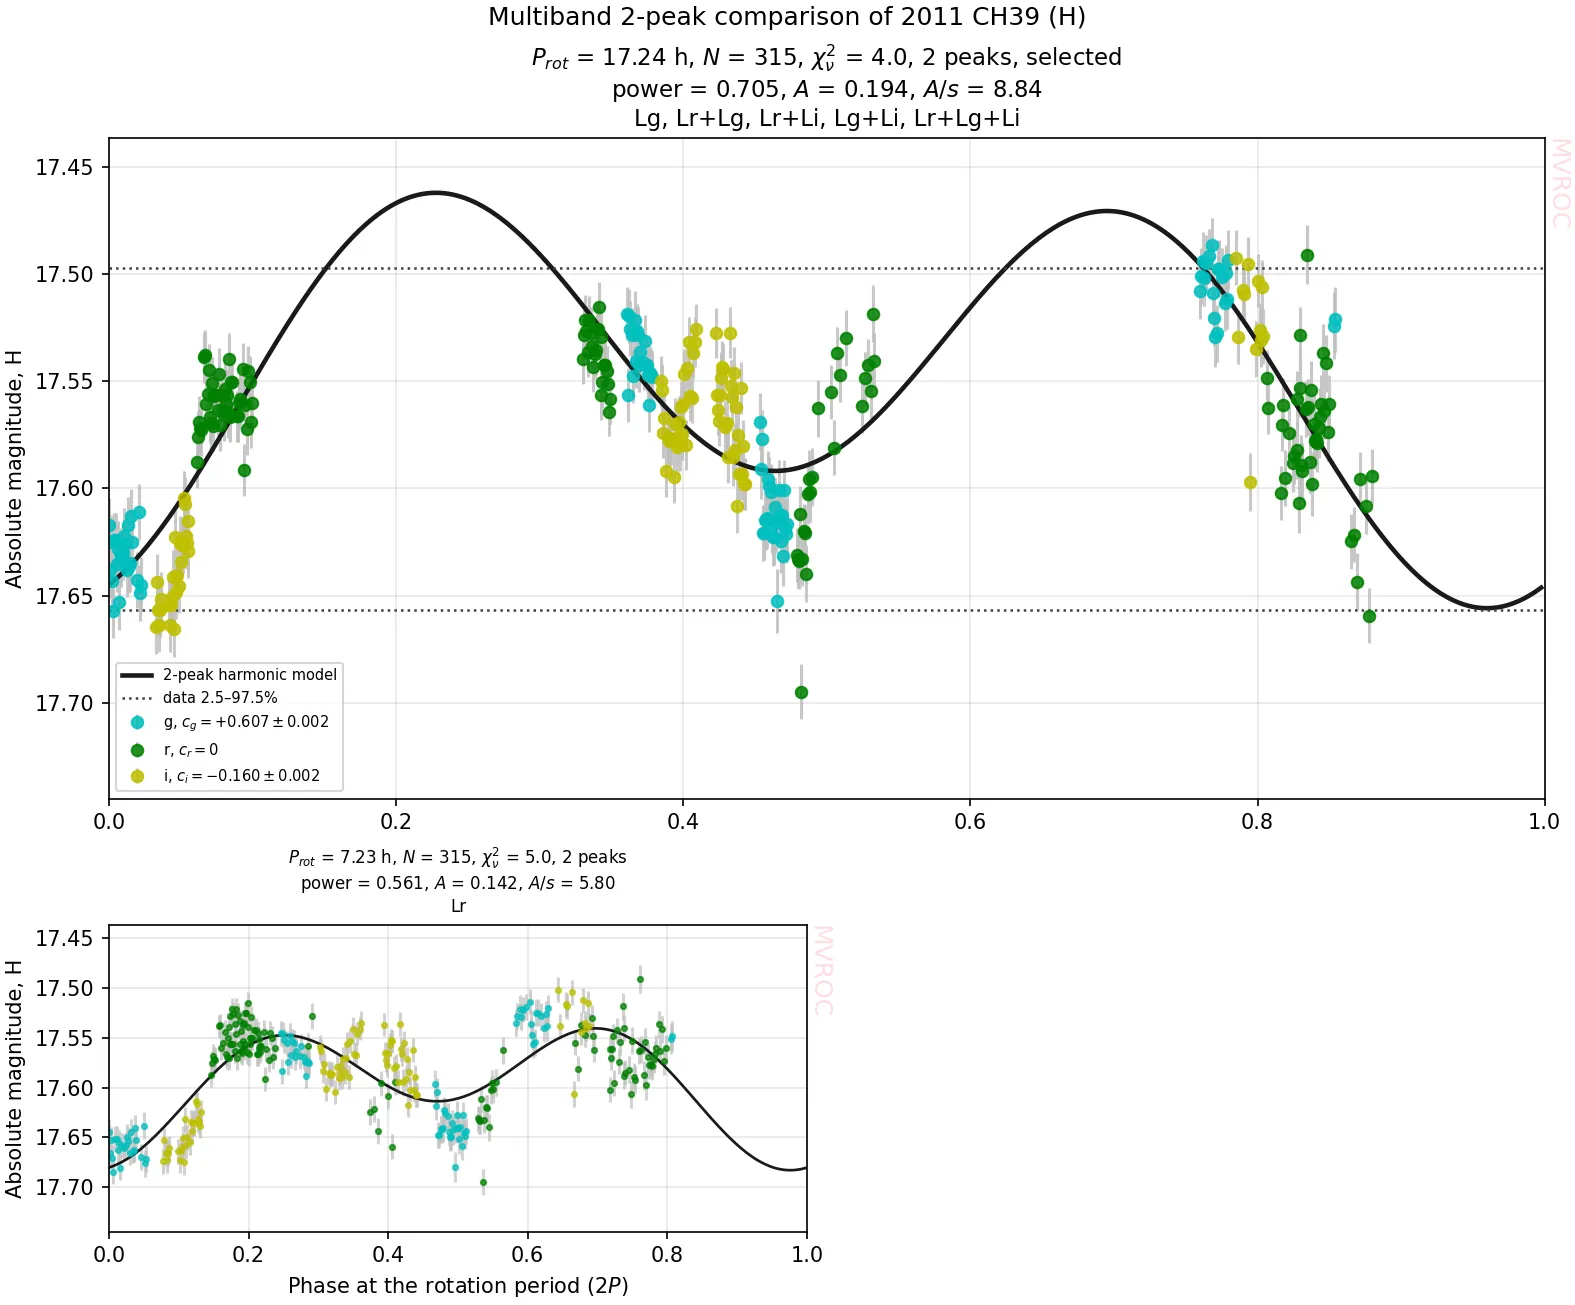 Multiband 2-peak comparison of 2011 CH39 (H)
P_rot = 17.24 h, N = 315, χ²_ν = 4.0, 2 peaks, selected
power = 0.705, A = 0.194, A/s = 8.84
Lg, Lr+Lg, Lr+Li, Lg+Li, Lr+Lg+Li
MVROC
Absolute magnitude, H
17.45
17.50
17.55
17.60
17.65
17.70
2-peak harmonic model
data 2.5–97.5%
g, c_g = +0.607 ± 0.002
r, c_r = 0
i, c_i = −0.160 ± 0.002
0.0 0.2 0.4 0.6 0.8 1.0
P_rot = 7.23 h, N = 315, χ²_ν = 5.0, 2 peaks
power = 0.561, A = 0.142, A/s = 5.80
Lr
MVROC
Absolute magnitude, H
17.45
17.50
17.55
17.60
17.65
17.70
0.0 0.2 0.4 0.6 0.8 1.0
Phase at the rotation period (2P)